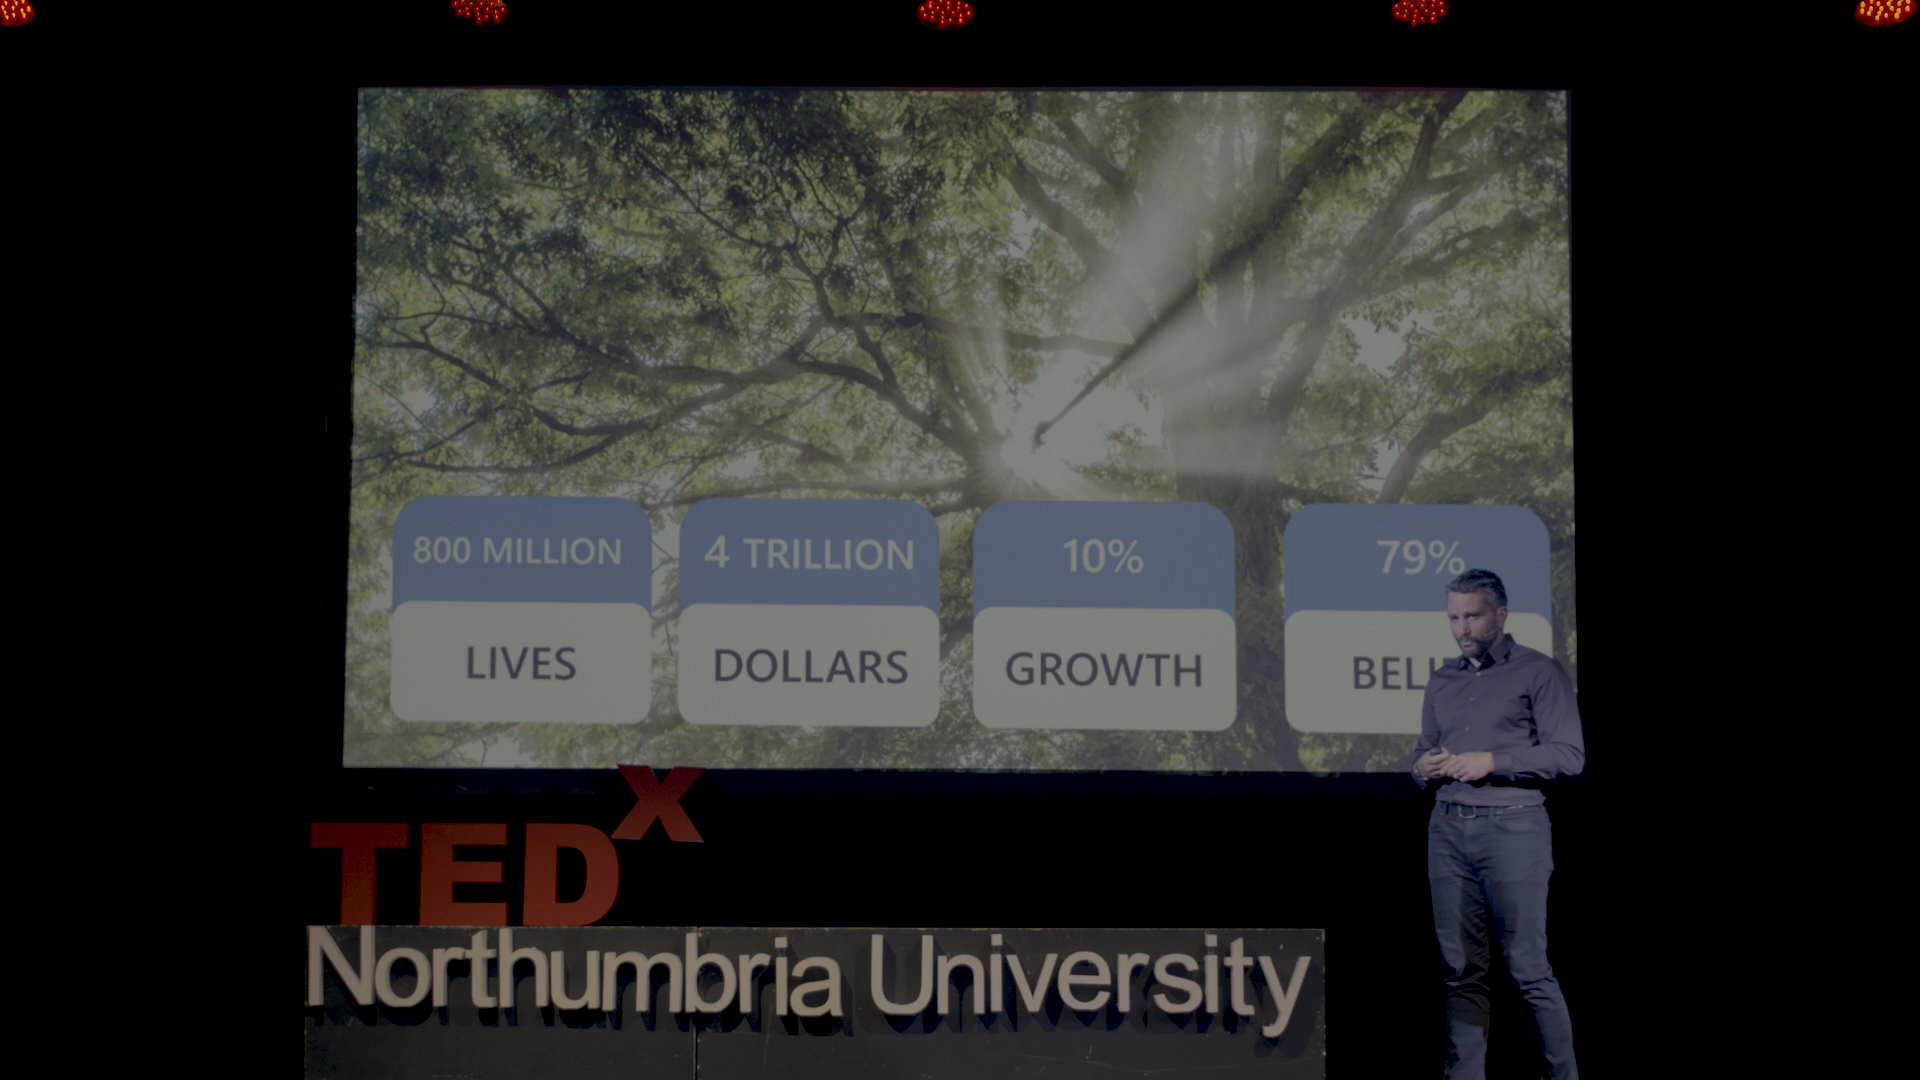 800 MILLION
LIVES
4 TRILLION
DOLLARS
10%
GROWTH
79%
TEDx
Northumbria University